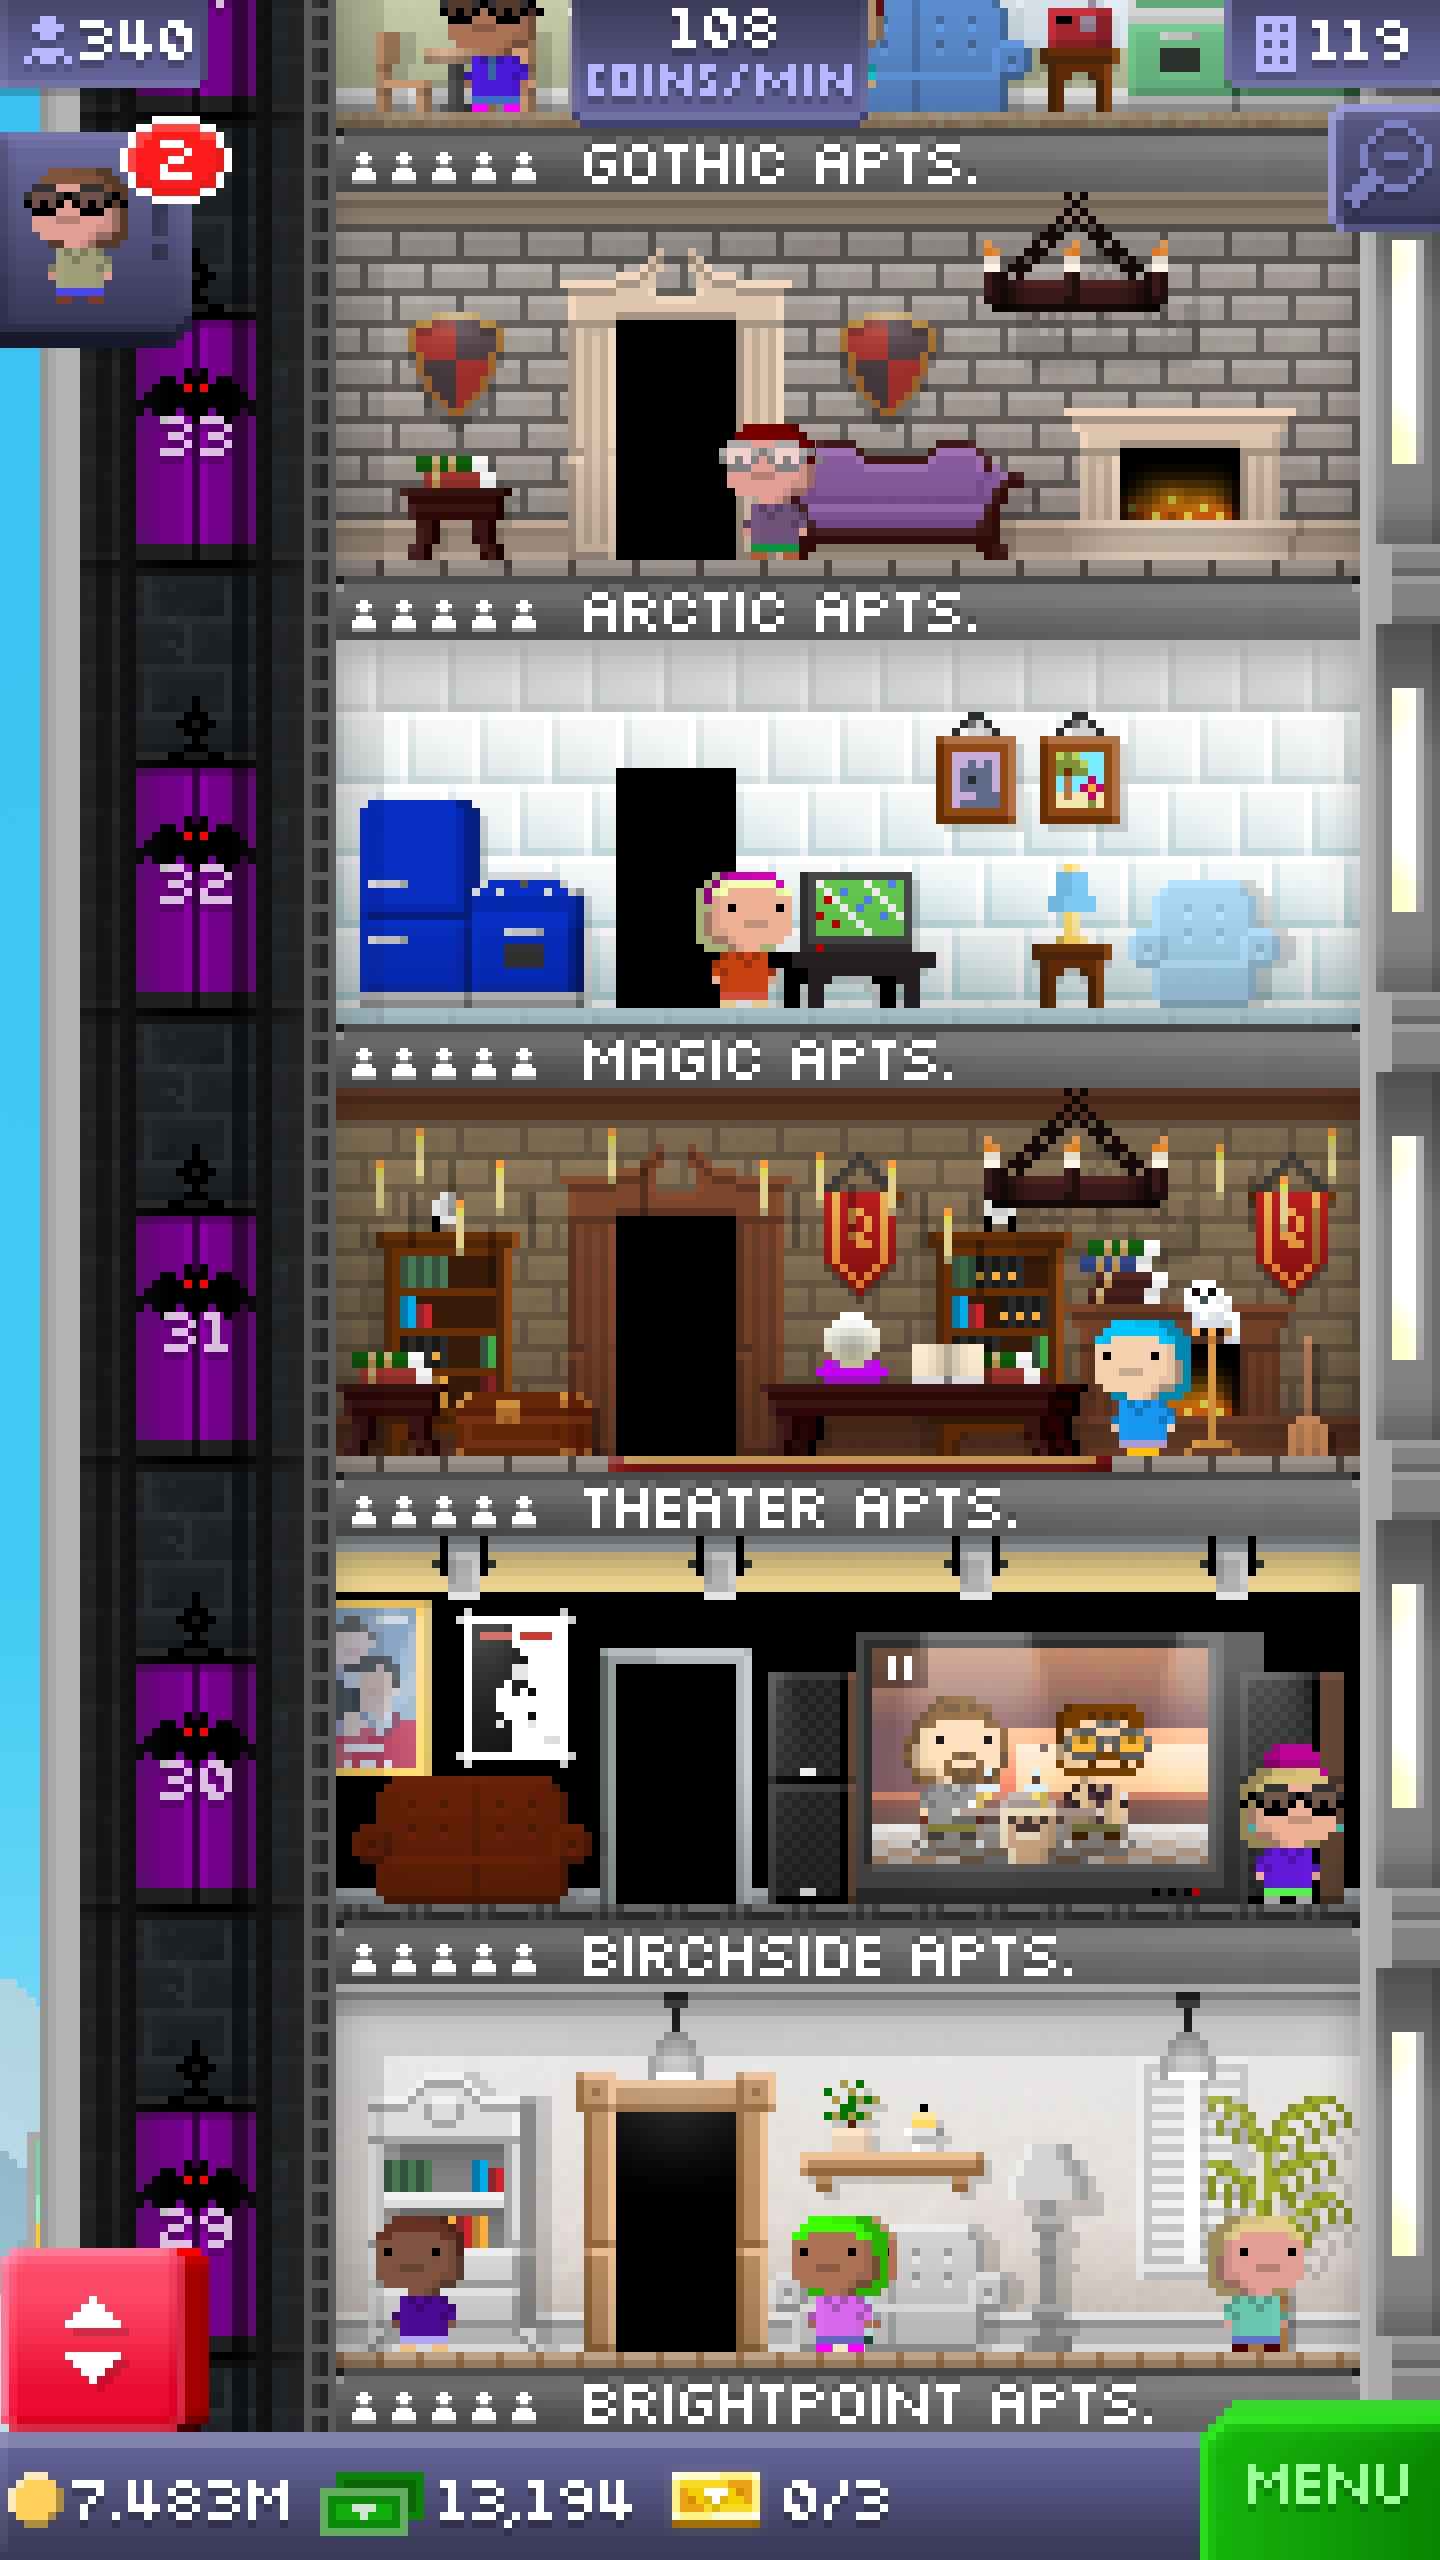 340
108
COINS/MIN
119
2
GOTHIC APTS.
33
ARCTIC APTS.
32
MAGIC APTS.
31
THEATER APTS.
30
BIRCHSIDE APTS.
29
BRIGHTPOINT APTS.
7.483M 13,194 0/3
MENU